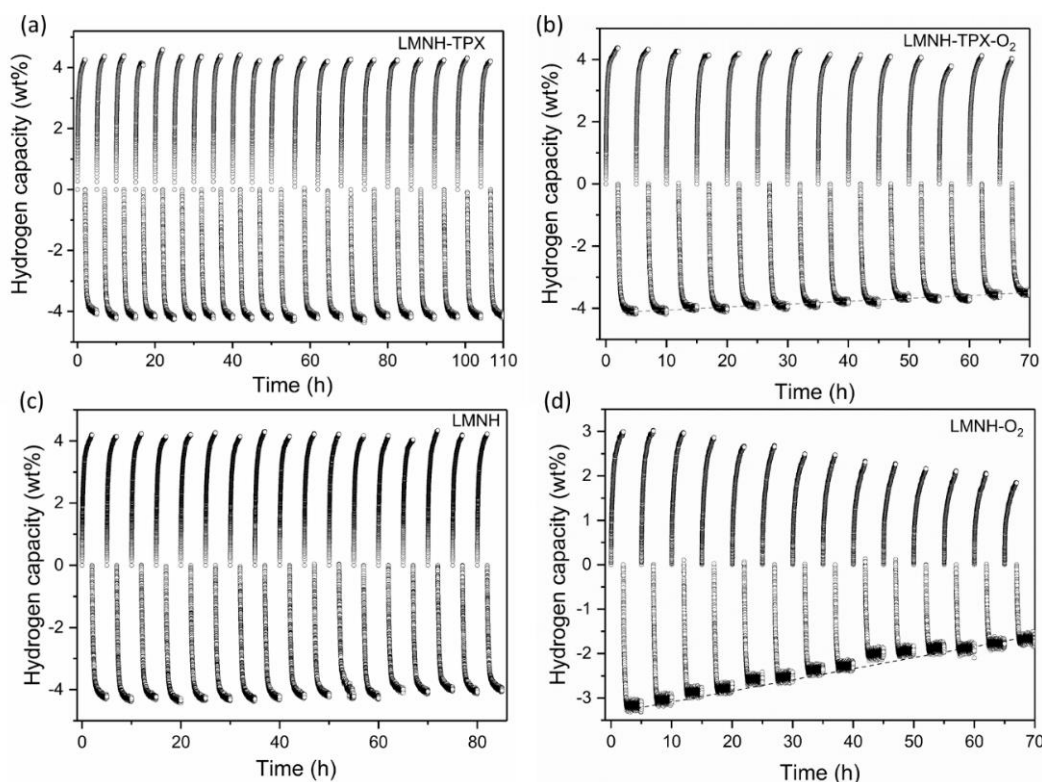 (a)
LMNH-TPX
Hydrogen capacity (wt%)
4
2
0
-2
-4
0 20 40 60 80 100 110
Time (h)
(b)
LMNH-TPX-O₂
Hydrogen capacity (wt%)
4
2
0
-2
-4
0 10 20 30 40 50 60 70
Time (h)
(c)
LMNH
Hydrogen capacity (wt%)
4
2
0
-2
-4
0 20 40 60 80
Time (h)
(d)
LMNH-O₂
Hydrogen capacity (wt%)
3
2
1
0
-1
-2
-3
0 10 20 30 40 50 60 70
Time (h)